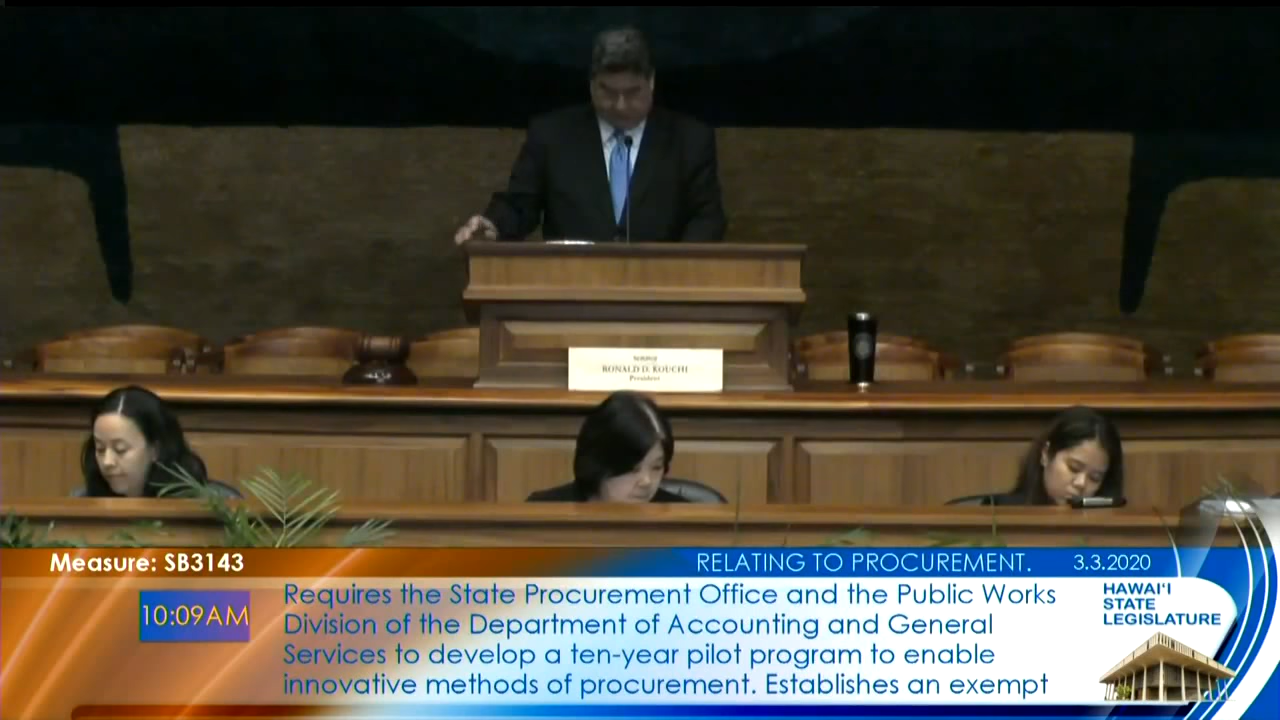 RONALD D. KOUCHI
President
Measure: SB3143
RELATING TO PROCUREMENT.
3.3.2020
10:09AM
Requires the State Procurement Office and the Public Works
Division of the Department of Accounting and General
Services to develop a ten-year pilot program to enable
innovative methods of procurement. Establishes an exempt
HAWAIʻI
STATE
LEGISLATURE